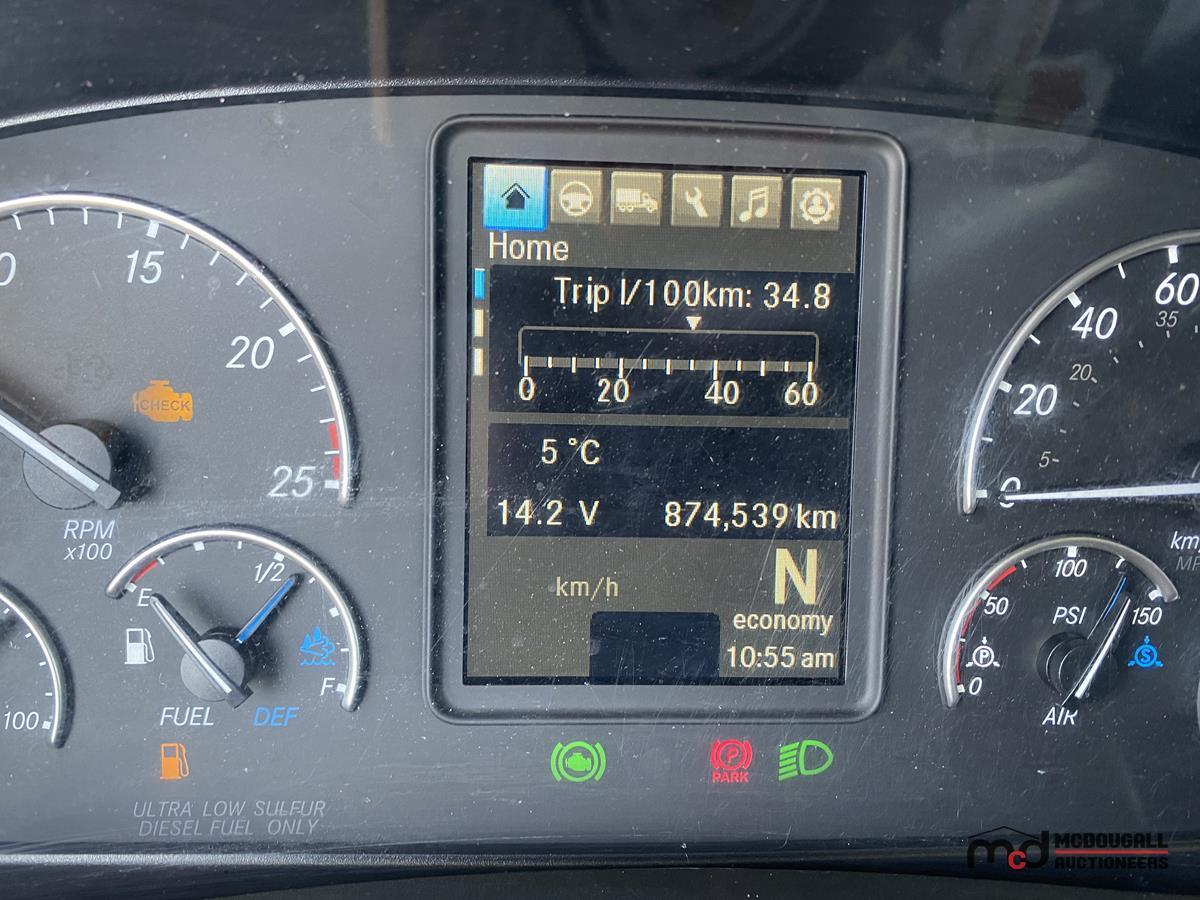 Home
Trip l/100km: 34.8
0 20 40 60
5 °C
14.2 V 874,539 km
N
km/h
economy
10:55 am
15
20
25
CHECK
RPM
x100
E 1/2 F
FUEL DEF
100
ULTRA LOW SULFUR
DIESEL FUEL ONLY
PARK
60
35
40
20
20
5
0
km/
100
50
PSI 150
P
S
0
AIR
mcd MCDOUGALL
AUCTIONEERS